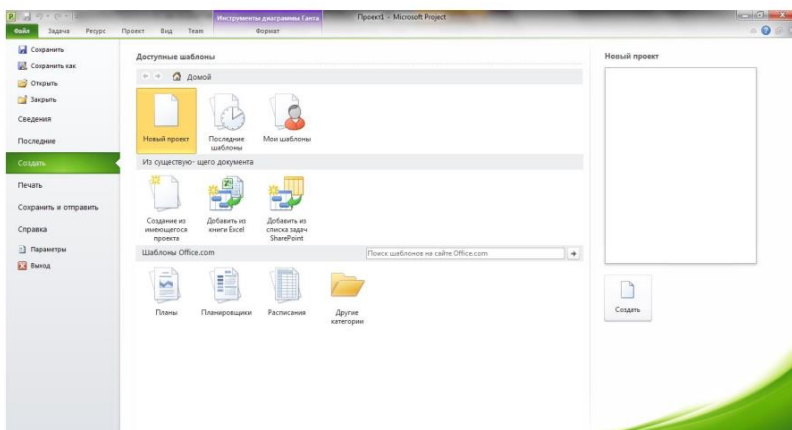 Инструменты диаграммы Ганта
Проект1 - Microsoft Project
Файл Задача Ресурс Проект Вид Team Формат
Сохранить
Сохранить как
Открыть
Закрыть
Сведения
Последние
Создать
Печать
Сохранить и отправить
Справка
Параметры
Выход
Доступные шаблоны
Домой
Новый проект
Последние шаблоны
Мои шаблоны
Из существую- щего документа
Создание из имеющегося проекта
Добавить из книги Excel
Добавить из списка задач SharePoint
Шаблоны Office.com
Поиск шаблонов на сайте Office.com
Планы
Планировщики
Расписания
Другие категории
Новый проект
Создать